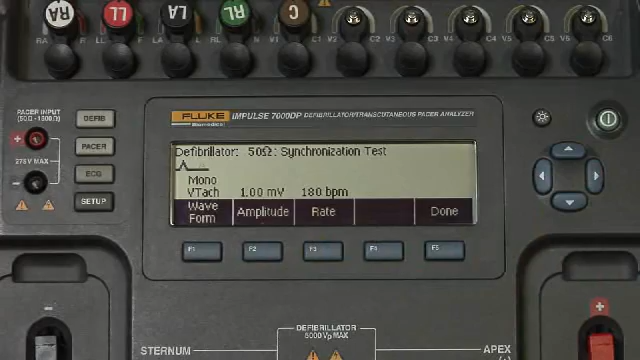 RA LL LA RL C
RA R LL F LA L RL N C C1 V2 C2 V3 C3 V4 C4 V5 C5 V6 C6
PACER INPUT
(50Ω-1500Ω)
275V MAX
DEFIB
PACER
ECG
SETUP
FLUKE
Biomedical
IMPULSE 7000DP DEFIBRILLATOR/TRANSCUTANEOUS PACER ANALYZER
Defibrillator: 50Ω: Synchronization Test
Mono
VTach 1.00 mV 180 bpm
Wave Form Amplitude Rate Done
F1 F2 F3 F4 F5
DEFIBRILLATOR
5000 Vp MAX
STERNUM
APEX